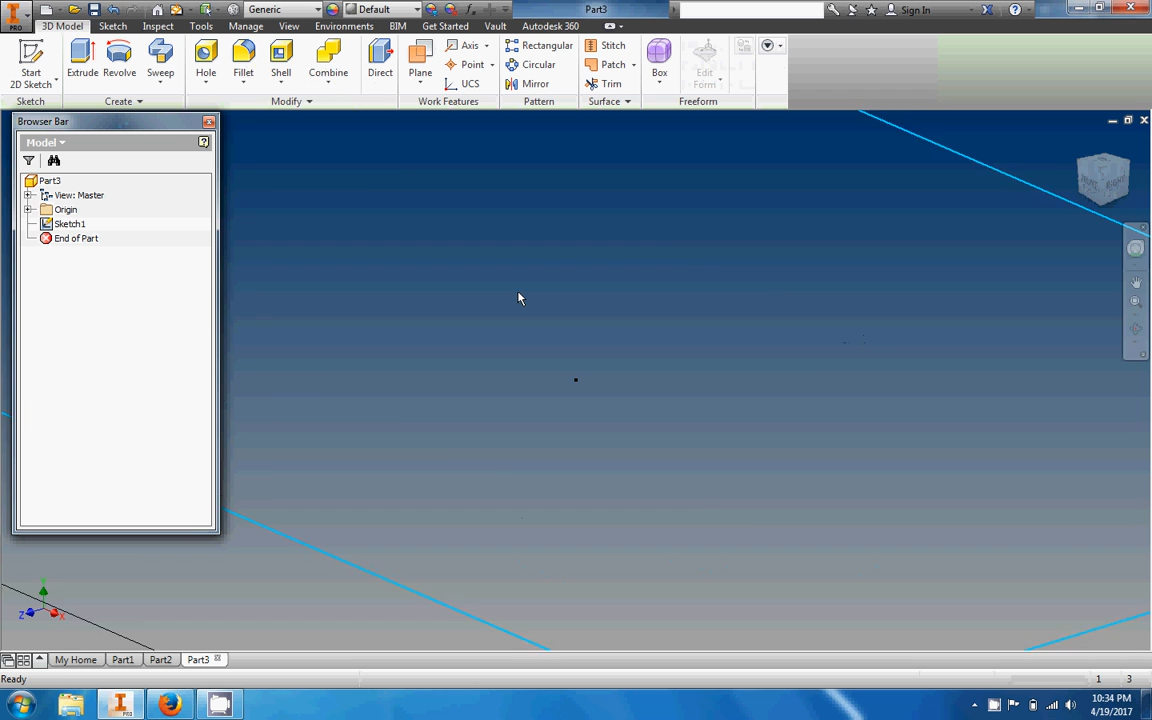 Generic
Default
Part3
Sign In
PRO
3D Model
Sketch
Inspect
Tools
Manage
View
Environments
BIM
Get Started
Vault
Autodesk 360
Start
2D Sketch
Extrude
Revolve
Sweep
Hole
Fillet
Shell
Combine
Direct
Plane
Axis
Point
UCS
Rectangular
Circular
Mirror
Stitch
Patch
Trim
Box
Edit
Form
Sketch
Create
Modify
Work Features
Pattern
Surface
Freeform
Browser Bar
Model
Part3
View: Master
Origin
Sketch1
End of Part
Z
X
My Home
Part1
Part2
Part3
Ready
1
3
PRO
10:34 PM
4/19/2017